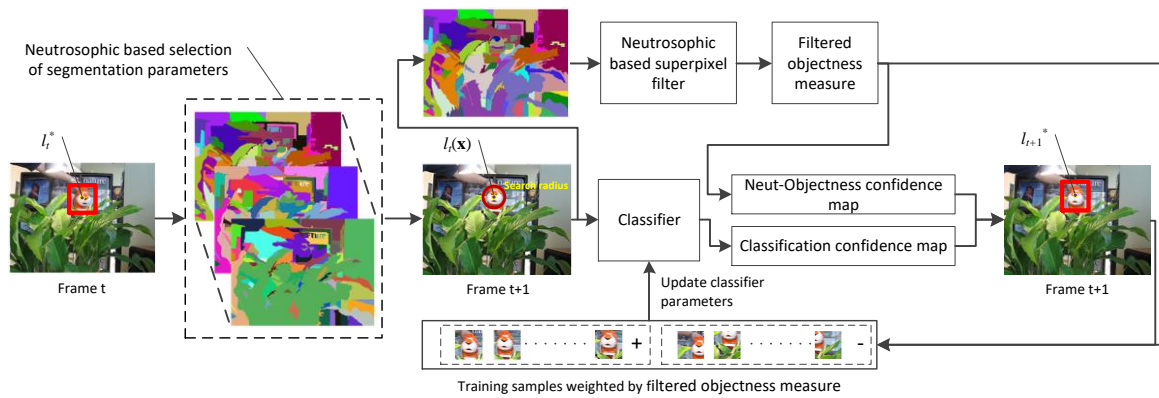 Neutrosophic based selection
of segmentation parameters
Neutrosophic
based superpixel
filter
Filtered
objectness
measure
l_t^*
l_t(x)
Search radius
l_{t+1}^*
Classifier
Neut-Objectness confidence
map
Classification confidence map
Frame t
Frame t+1
Frame t+1
Update classifier
parameters
+
-
Training samples weighted by filtered objectness measure